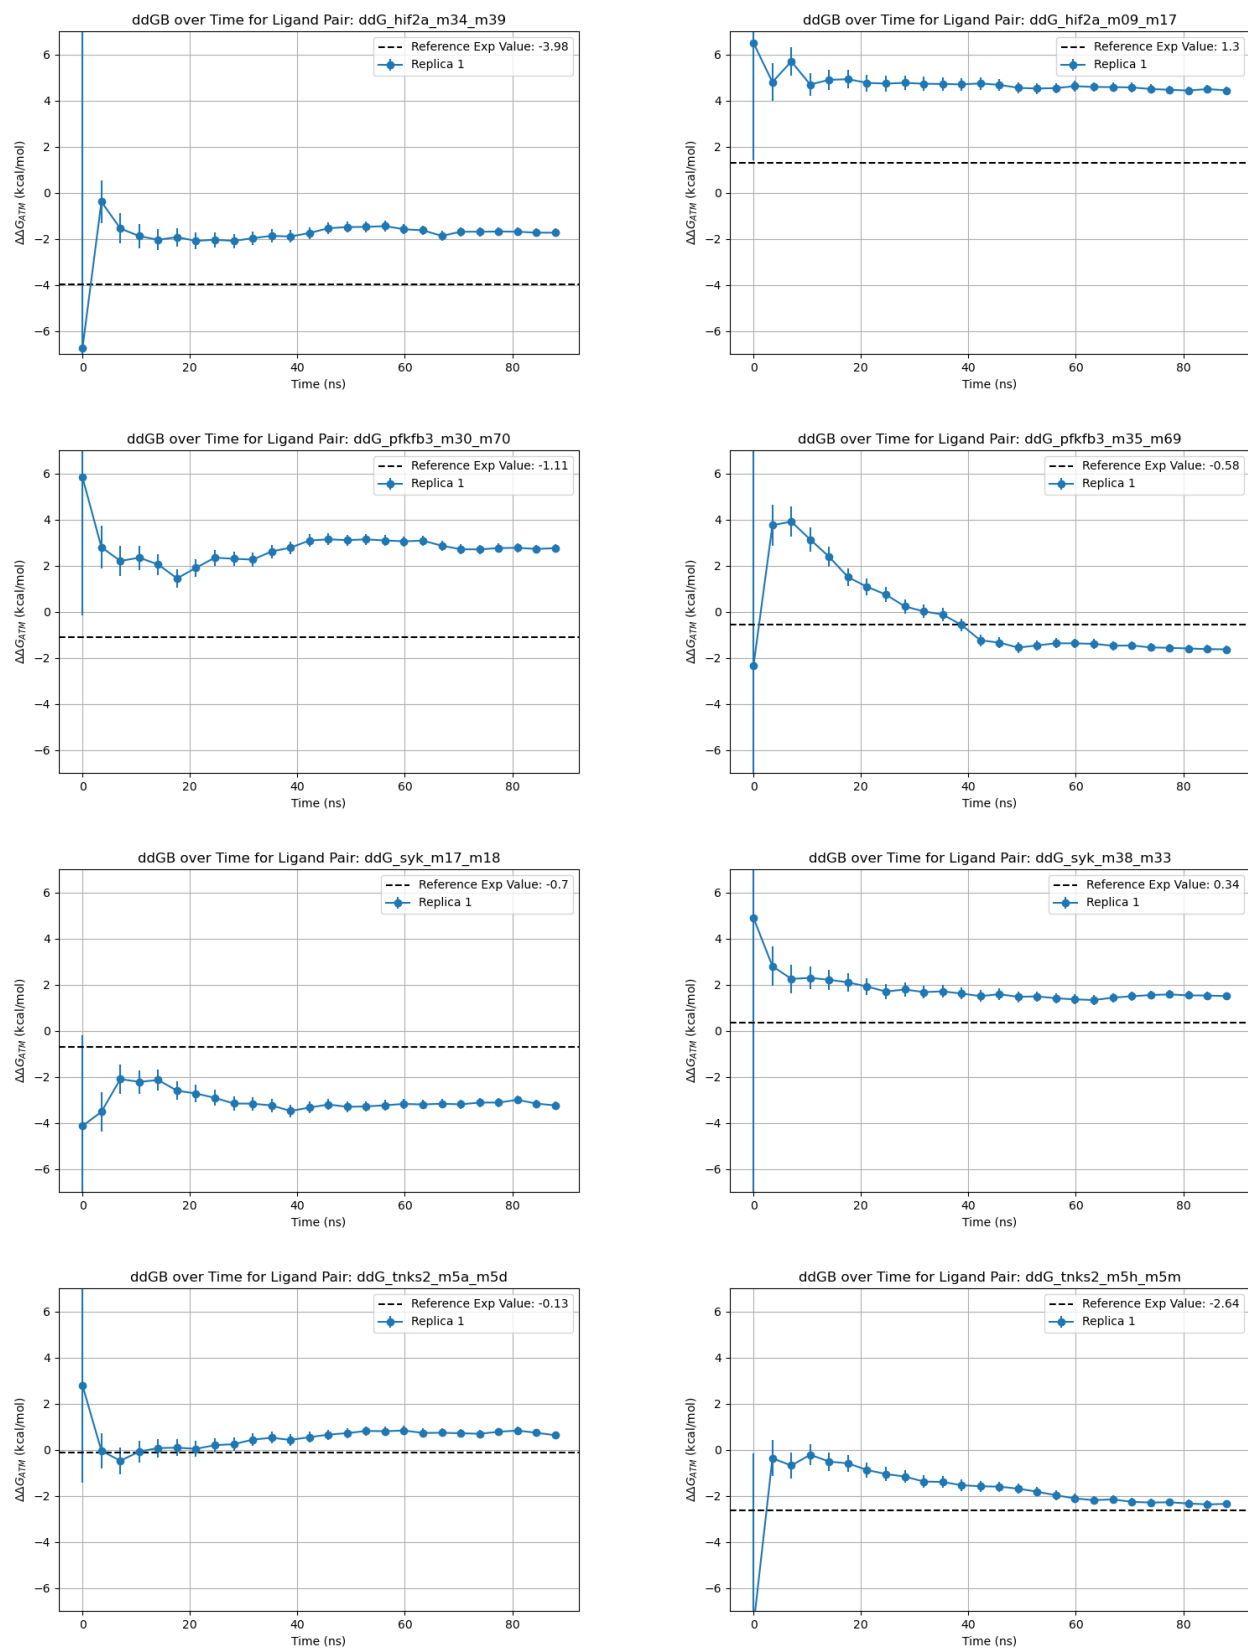 ddGB over Time for Ligand Pair: ddG_hif2a_m34_m39
Reference Exp Value: -3.98
Replica 1
6
4
2
0
−2
−4
−6
ΔΔG_ATM (kcal/mol)
0 20 40 60 80
Time (ns)
ddGB over Time for Ligand Pair: ddG_hif2a_m09_m17
Reference Exp Value: 1.3
Replica 1
6
4
2
0
−2
−4
−6
ΔΔG_ATM (kcal/mol)
0 20 40 60 80
Time (ns)
ddGB over Time for Ligand Pair: ddG_pfkfb3_m30_m70
Reference Exp Value: -1.11
Replica 1
6
4
2
0
−2
−4
−6
ΔΔG_ATM (kcal/mol)
0 20 40 60 80
Time (ns)
ddGB over Time for Ligand Pair: ddG_pfkfb3_m35_m69
Reference Exp Value: -0.58
Replica 1
6
4
2
0
−2
−4
−6
ΔΔG_ATM (kcal/mol)
0 20 40 60 80
Time (ns)
ddGB over Time for Ligand Pair: ddG_syk_m17_m18
Reference Exp Value: -0.7
Replica 1
6
4
2
0
−2
−4
−6
ΔΔG_ATM (kcal/mol)
0 20 40 60 80
Time (ns)
ddGB over Time for Ligand Pair: ddG_syk_m38_m33
Reference Exp Value: 0.34
Replica 1
6
4
2
0
−2
−4
−6
ΔΔG_ATM (kcal/mol)
0 20 40 60 80
Time (ns)
ddGB over Time for Ligand Pair: ddG_tnks2_m5a_m5d
Reference Exp Value: -0.13
Replica 1
6
4
2
0
−2
−4
−6
ΔΔG_ATM (kcal/mol)
0 20 40 60 80
Time (ns)
ddGB over Time for Ligand Pair: ddG_tnks2_m5h_m5m
Reference Exp Value: -2.64
Replica 1
6
4
2
0
−2
−4
−6
ΔΔG_ATM (kcal/mol)
0 20 40 60 80
Time (ns)